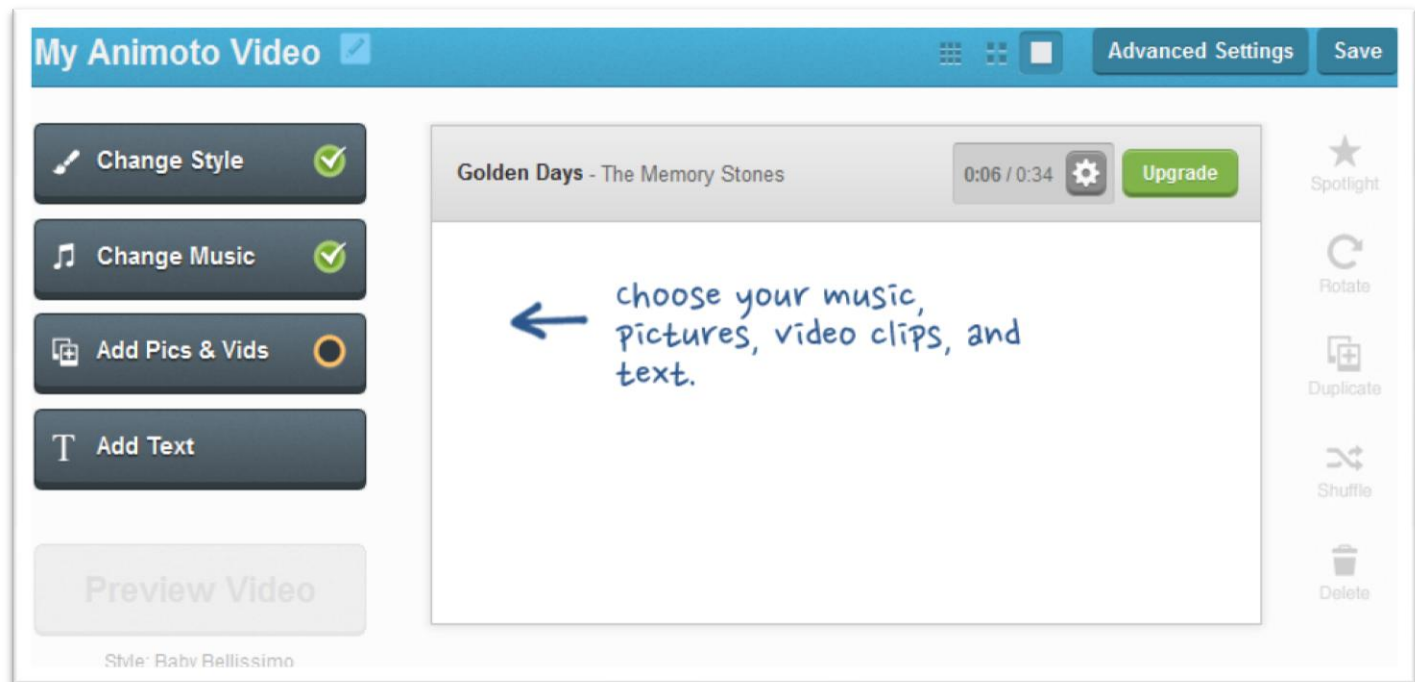 My Animoto Video
Advanced Settings
Save
Change Style
Change Music
Add Pics & Vids
T Add Text
Preview Video
Style: Baby Bellissimo
Golden Days - The Memory Stones
0:06 / 0:34
Upgrade
choose your music,
pictures, video clips, and
text.
Spotlight
Rotate
Duplicate
Shuffle
Delete